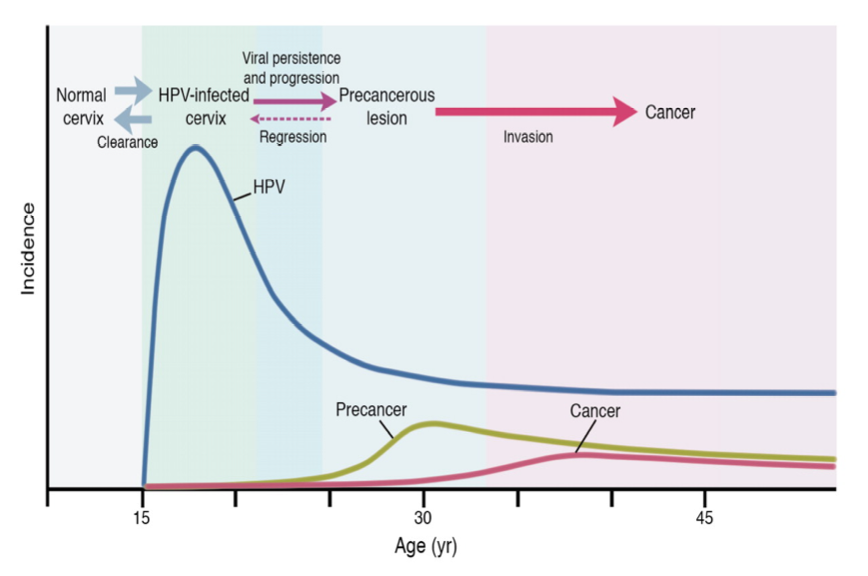 Viral persistence
and progression
Normal
cervix
HPV-infected
cervix
Precancerous
lesion
Cancer
Clearance
Regression
Invasion
HPV
Incidence
Precancer
Cancer
15
30
45
Age (yr)